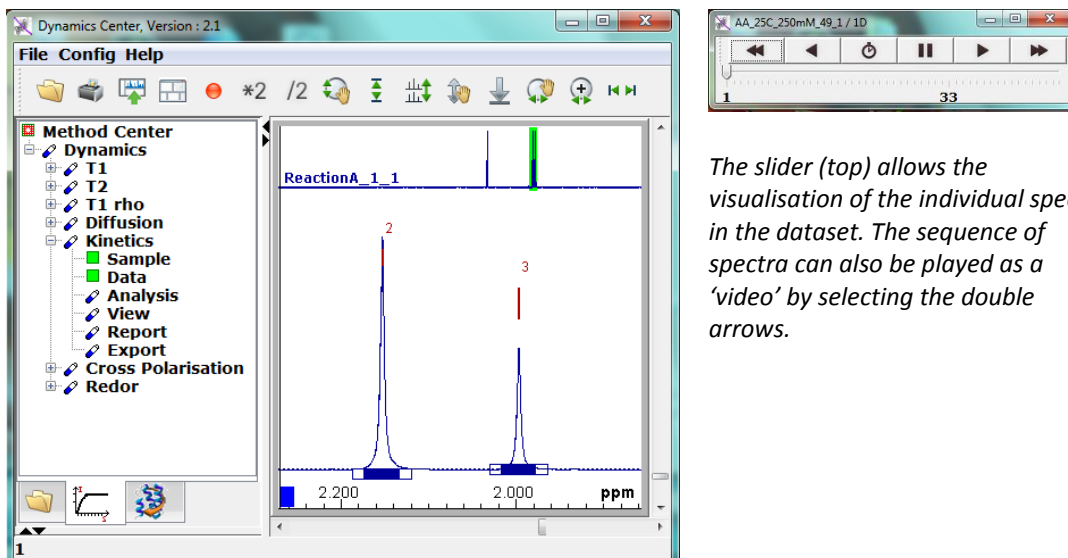 Dynamics Center, Version : 2.1
File Config Help
*2 /2
Method Center
Dynamics
T1
T2
T1 rho
Diffusion
Kinetics
Sample
Data
Analysis
View
Report
Export
Cross Polarisation
Redor
1
ReactionA_1_1
2
3
2.200 2.000 ppm
AA_25C_250mM_49_1 / 1D
1 33
The slider (top) allows the
visualisation of the individual
in the dataset. The sequence of
spectra can also be played as a
‘video’ by selecting the double
arrows.